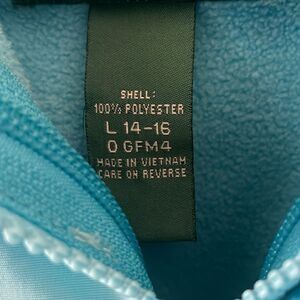 SHELL:
100% POLYESTER
L 14-16
0 GFM4
MADE IN VIETNAM
CARE ON REVERSE